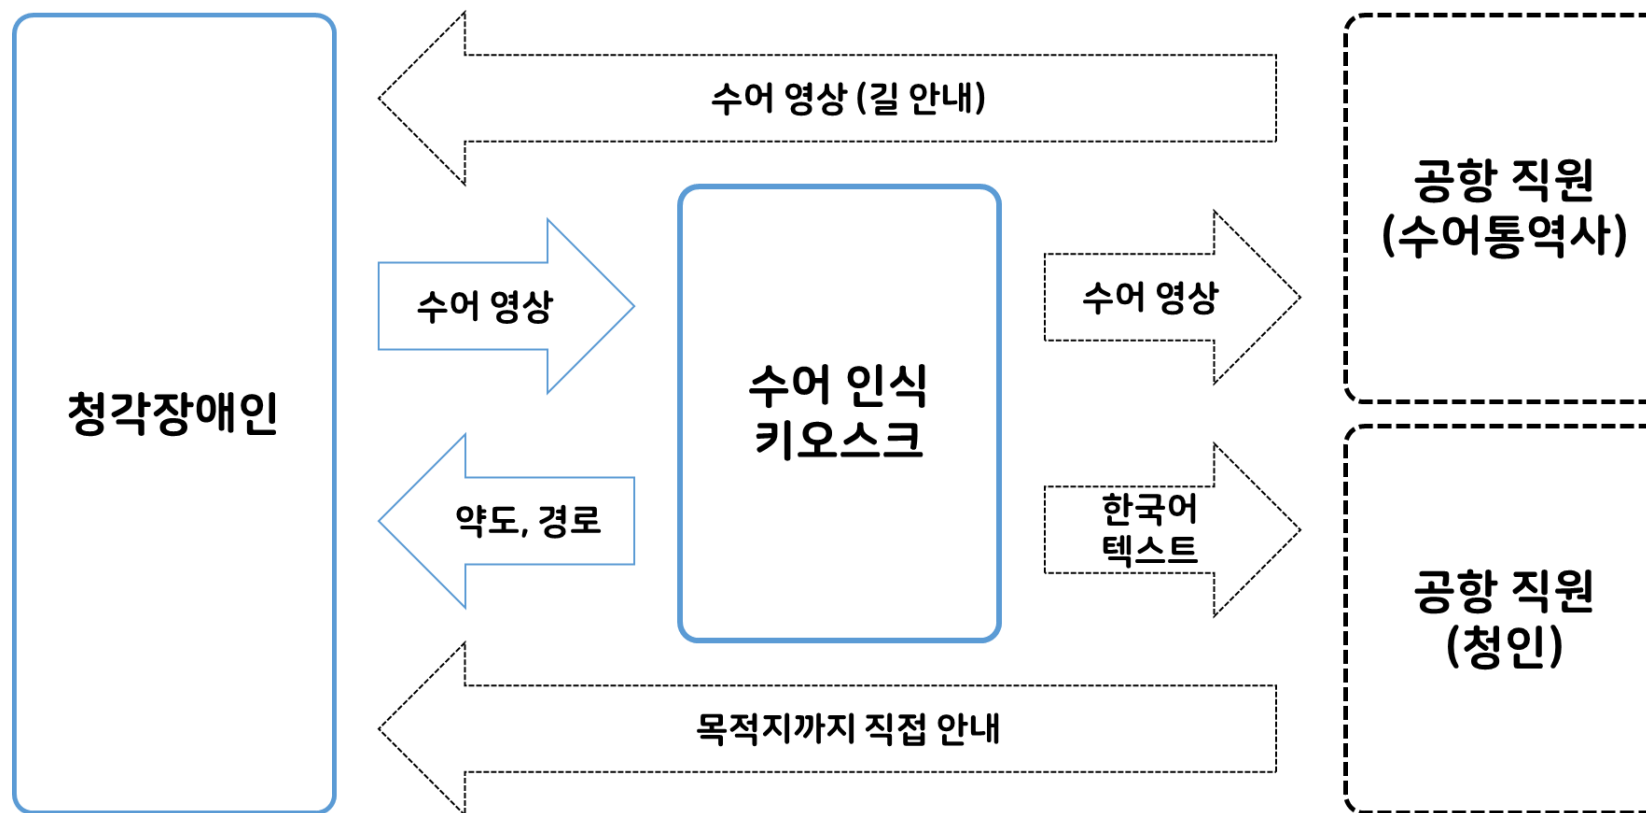 수어 영상 (길 안내)
공항 직원
(수어통역사)
수어 영상
수어 영상
청각장애인
수어 인식
키오스크
약도, 경로
한국어
텍스트
공항 직원
(청인)
목적지까지 직접 안내